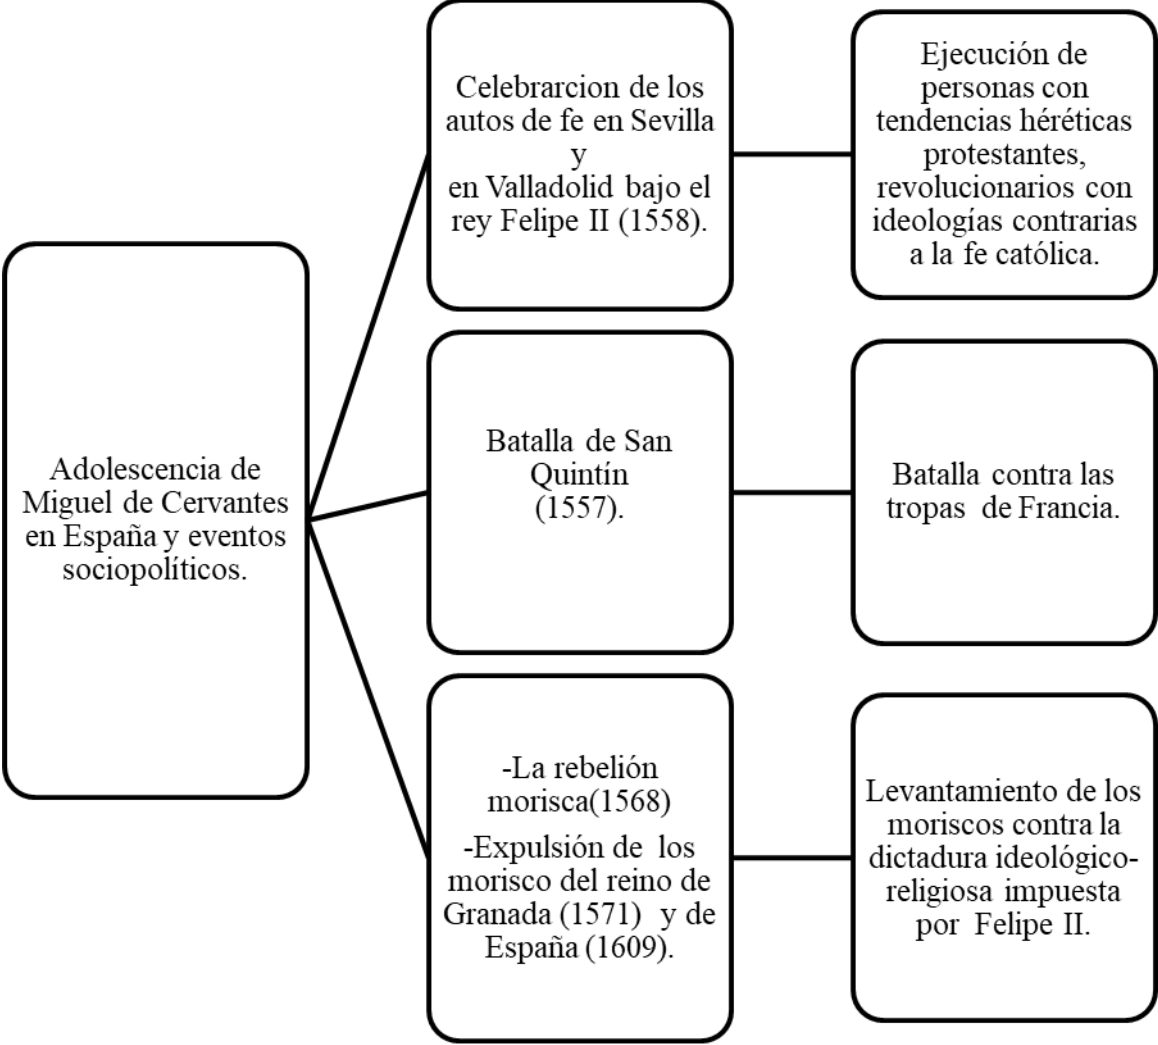 Adolescencia de
Miguel de Cervantes
en España y eventos
sociopolíticos.
Celebrarcion de los
autos de fe en Sevilla
y
en Valladolid bajo el
rey Felipe II (1558).
Ejecución de
personas con
tendencias héréticas
protestantes,
revolucionarios con
ideologías contrarias
a la fe católica.
Batalla de San
Quintín
(1557).
Batalla contra las
tropas de Francia.
-La rebelión
morisca(1568)
-Expulsión de los
morisco del reino de
Granada (1571) y de
España (1609).
Levantamiento de los
moriscos contra la
dictadura ideológico-
religiosa impuesta
por Felipe II.